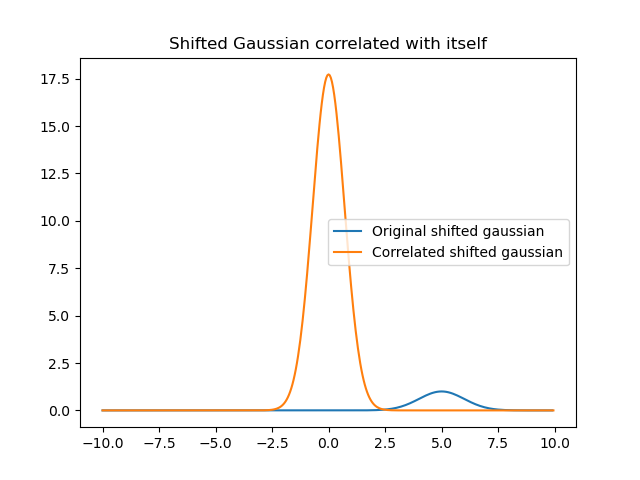 Shifted Gaussian correlated with itself
17.5
15.0
12.5
10.0
7.5
5.0
2.5
0.0
Original shifted gaussian
Correlated shifted gaussian
−10.0 −7.5 −5.0 −2.5 0.0 2.5 5.0 7.5 10.0